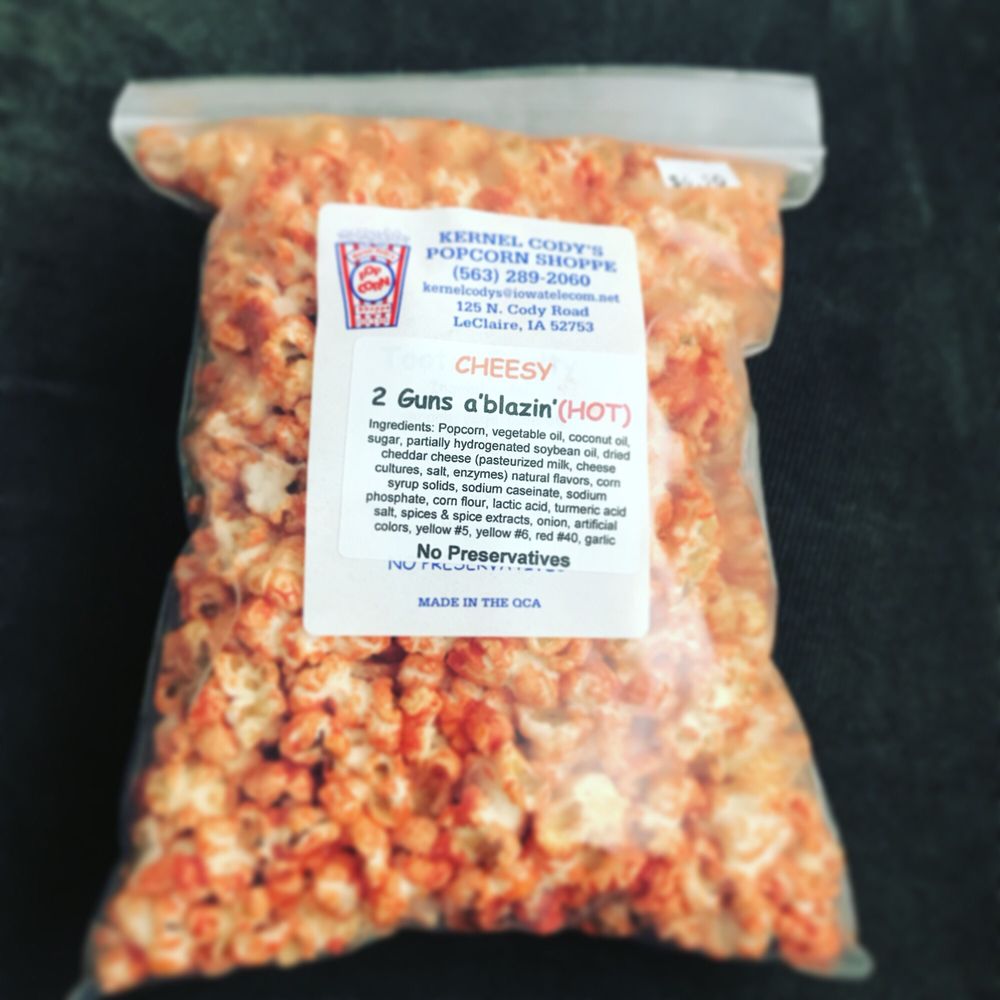 KERNEL CODY'S
POPCORN SHOPPE
(563) 289-2060
kernelcodys@iowatelecom.net
125 N. Cody Road
LeClaire, IA 52753
POP
CORN
CHEESY
2 Guns a'blazin'(HOT)
Ingredients: Popcorn, vegetable oil, coconut oil,
sugar, partially hydrogenated soybean oil, dried
cheddar cheese (pasteurized milk, cheese
cultures, salt, enzymes) natural flavors, corn
syrup solids, sodium caseinate, sodium
phosphate, corn flour, lactic acid, turmeric acid
salt, spices & spice extracts, onion, artificial
colors, yellow #5, yellow #6, red #40, garlic
No Preservatives
MADE IN THE QCA